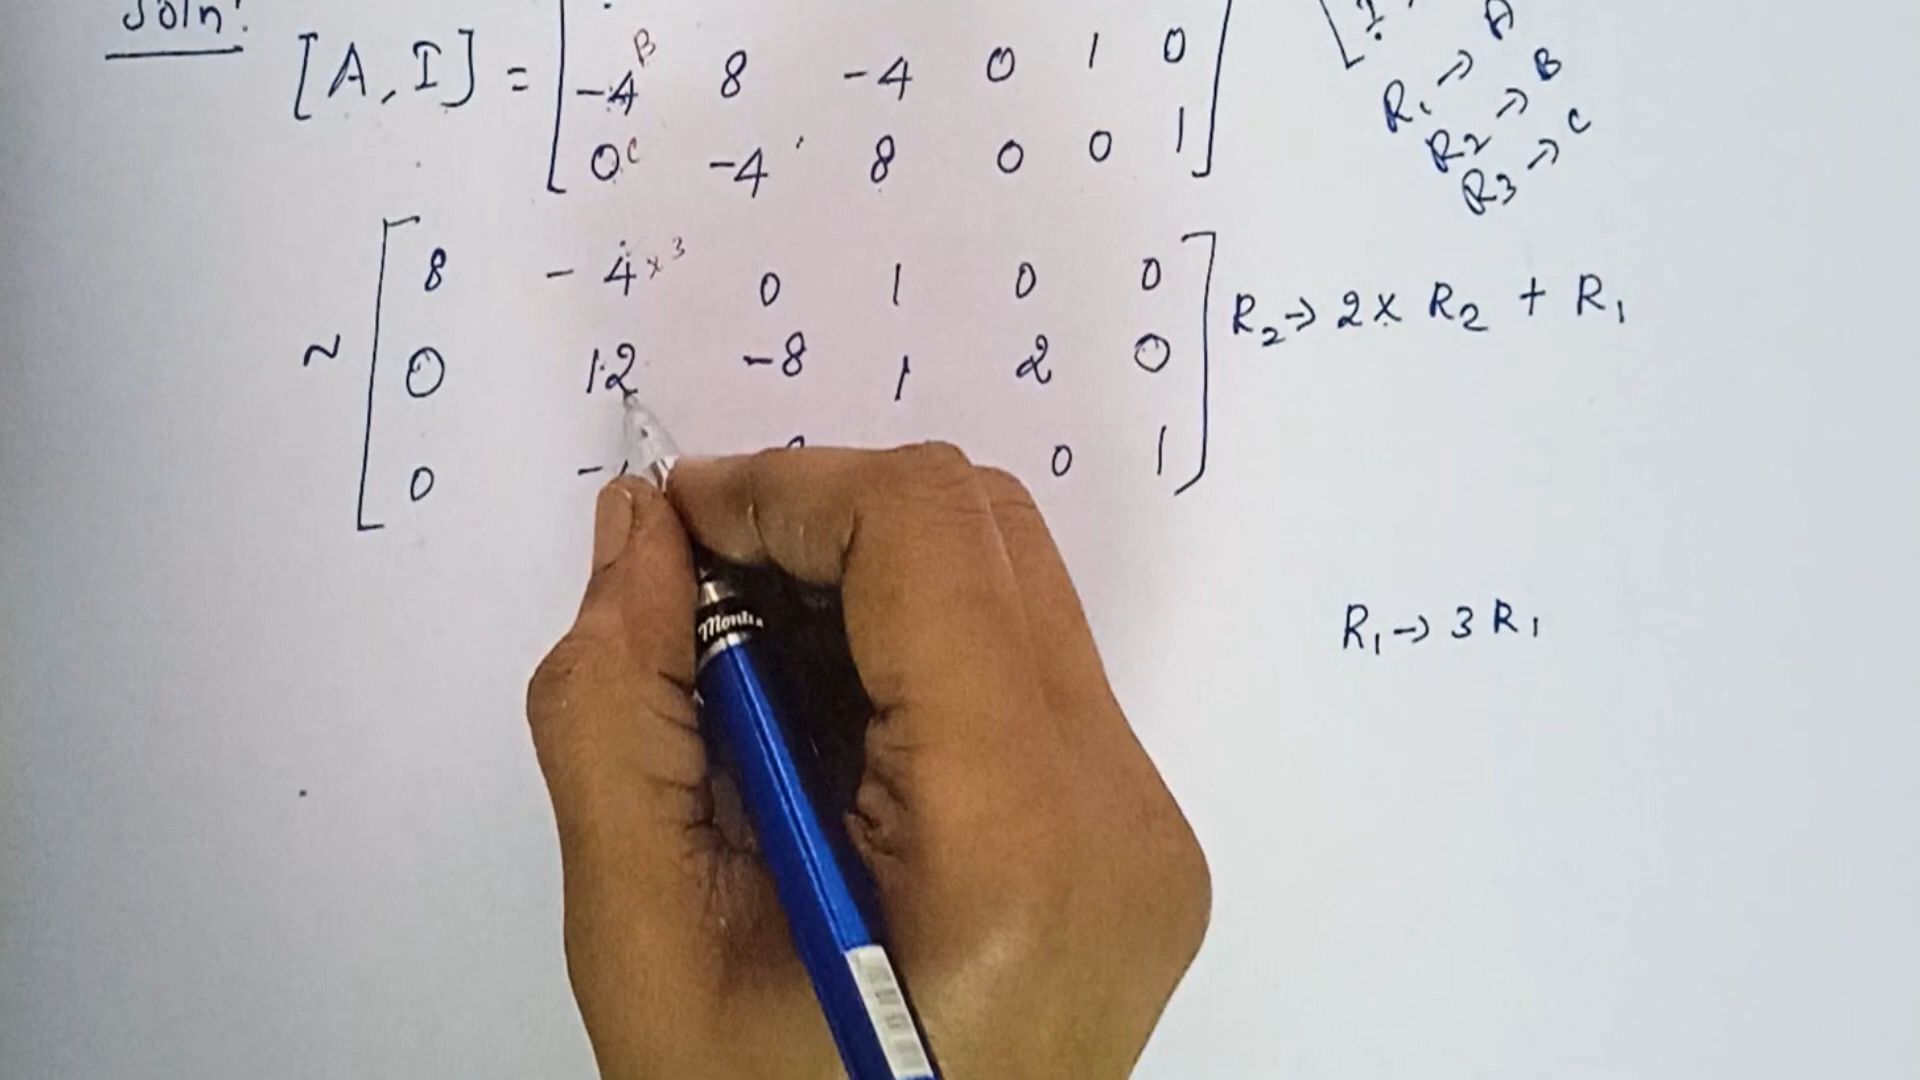 Soln:
[A, I] =
-4 B 8 -4 0 1 0
0 C -4 8 0 0 1
R1 → A
R2 → B
R3 → C
~
8 -4 x 3 0 1 0 0
0 12 -8 1 2 0
0 0 1
R2 → 2 x R2 + R1
R1 → 3 R1